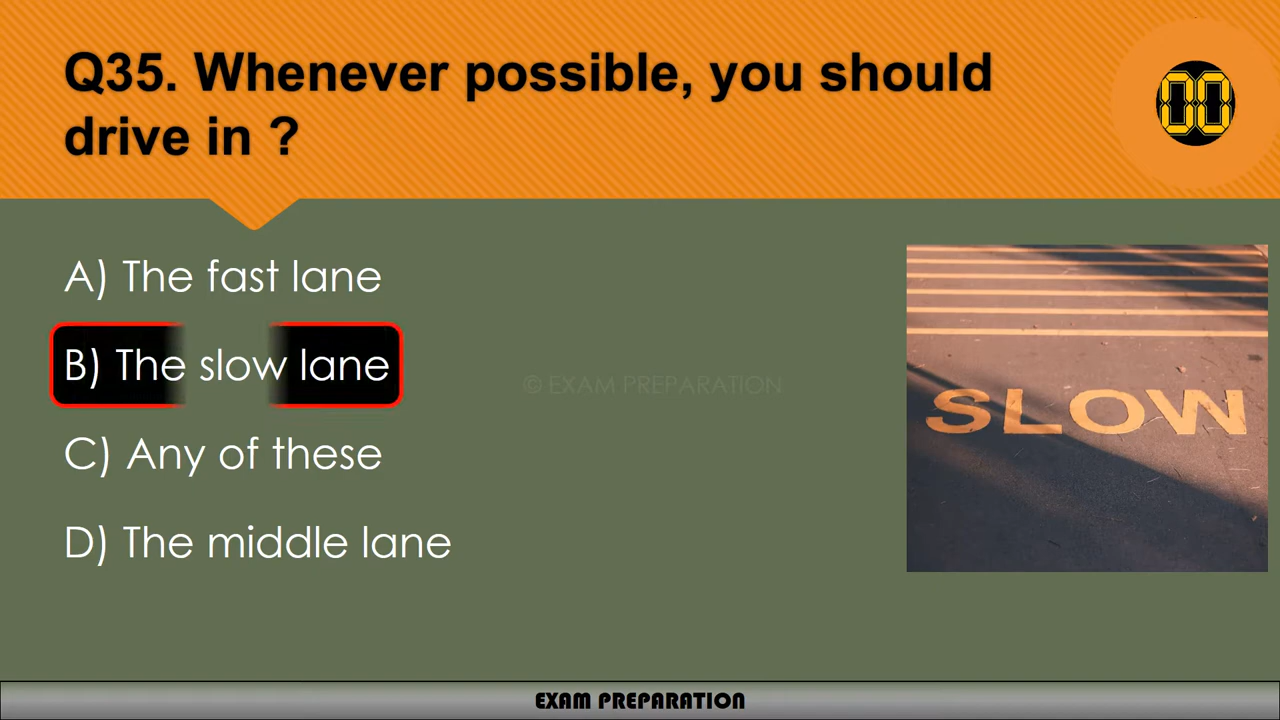 Q35. Whenever possible, you should
drive in ?
00
A) The fast lane
B) The slow lane
C) Any of these
D) The middle lane
© EXAM PREPARATION
SLOW
EXAM PREPARATION